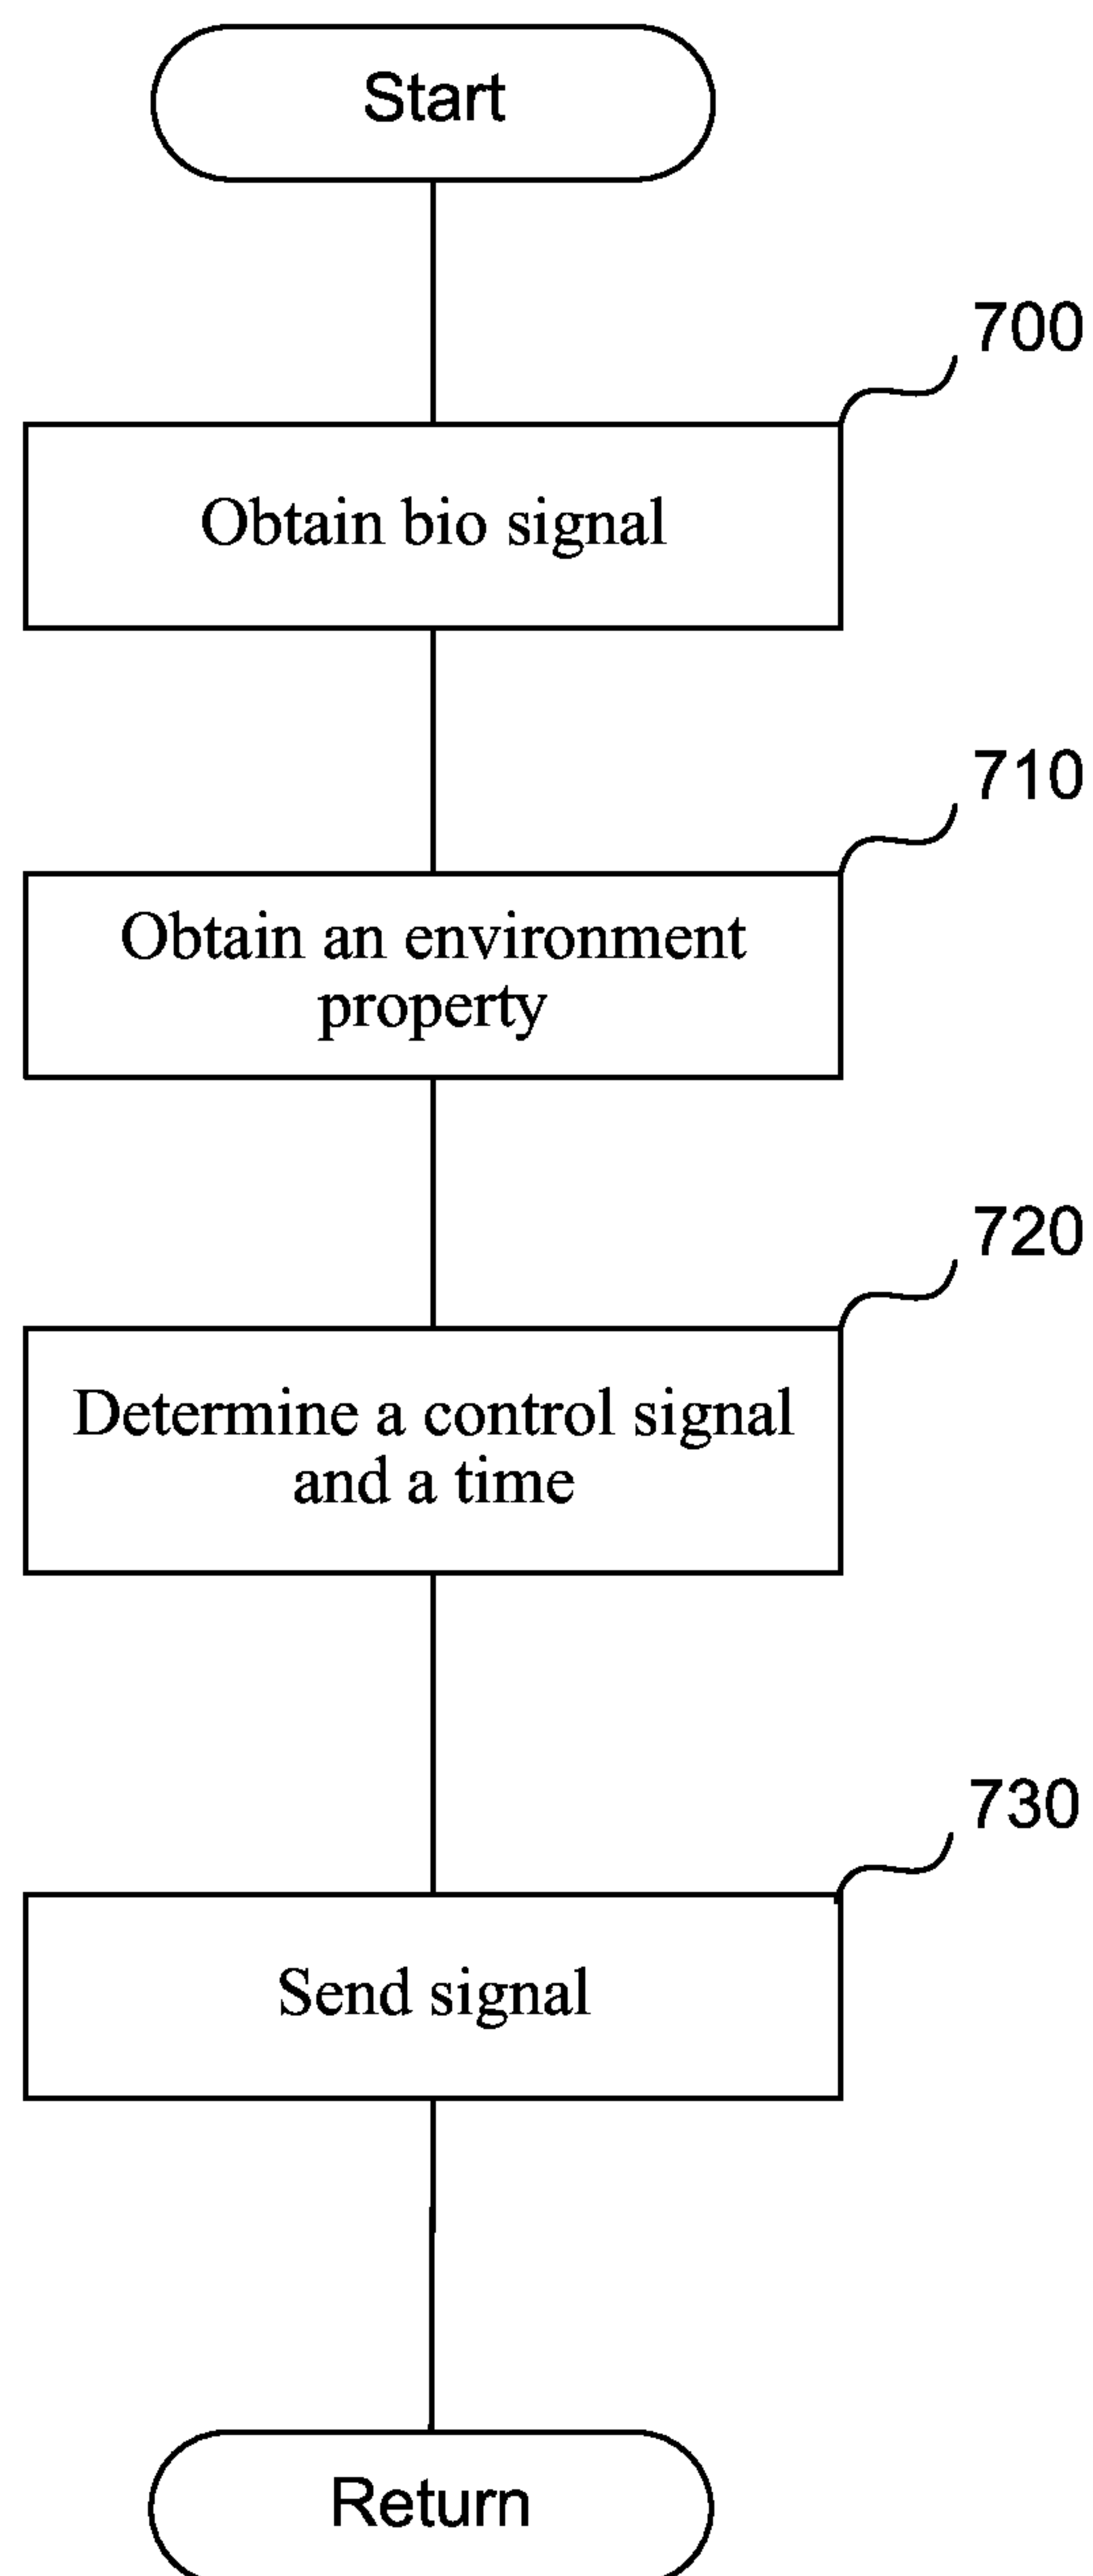 Start
700
Obtain bio signal
710
Obtain an environment
property
720
Determine a control signal
and a time
730
Send signal
Return